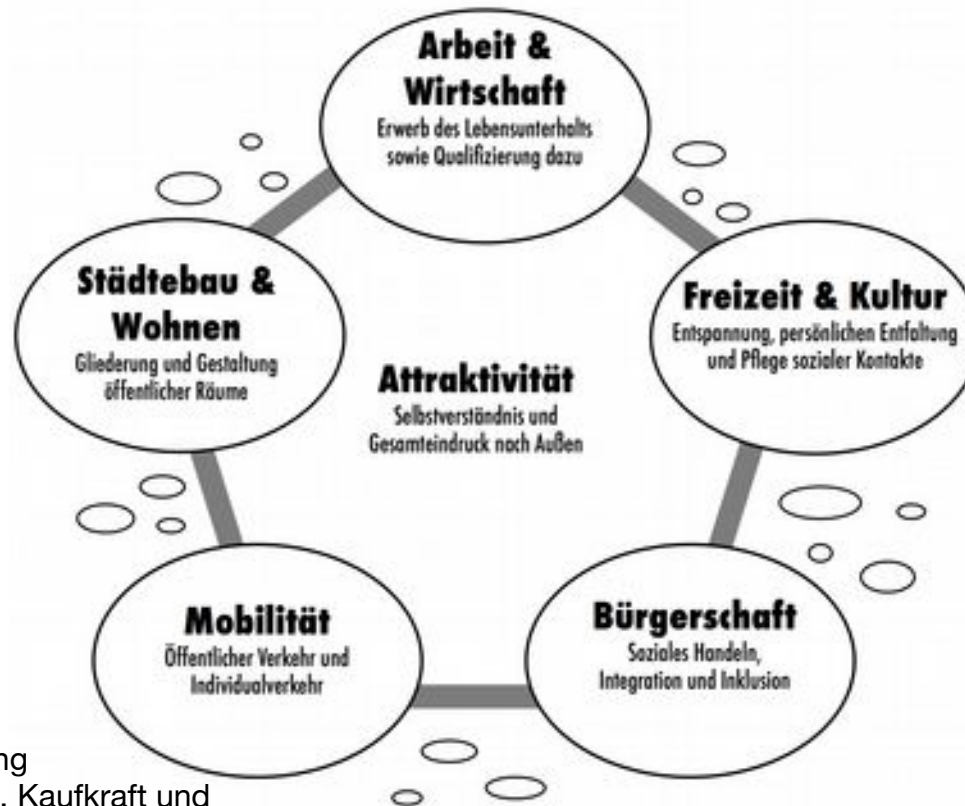 Arbeit &
Wirtschaft
Erwerb des Lebensunterhalts
sowie Qualifizierung dazu
Städtebau &
Wohnen
Gliederung und Gestaltung
öffentlicher Räume
Freizeit & Kultur
Entspannung, persönlichen Entfaltung
und Pflege sozialer Kontakte
Attraktivität
Selbstverständnis und
Gesamteindruck nach Außen
Mobilität
Öffentlicher Verkehr und
Individualverkehr
Bürgerschaft
Soziales Handeln,
Integration und Inklusion
Kaufkraft und